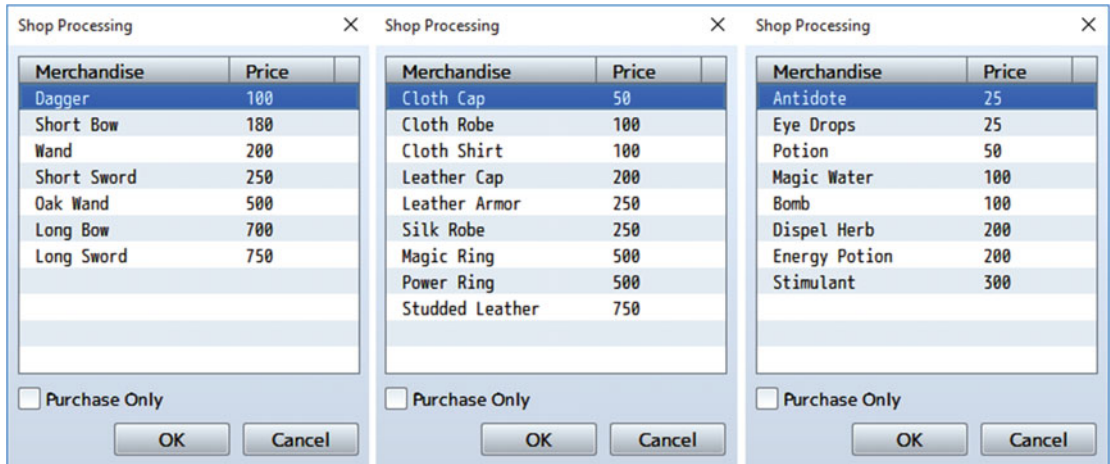 Shop Processing
Merchandise Price
Dagger 100
Short Bow 180
Wand 200
Short Sword 250
Oak Wand 500
Long Bow 700
Long Sword 750
Purchase Only
OK Cancel
Shop Processing
Merchandise Price
Cloth Cap 50
Cloth Robe 100
Cloth Shirt 100
Leather Cap 200
Leather Armor 250
Silk Robe 250
Magic Ring 500
Power Ring 500
Studded Leather 750
Purchase Only
OK Cancel
Shop Processing
Merchandise Price
Antidote 25
Eye Drops 25
Potion 50
Magic Water 100
Bomb 100
Dispel Herb 200
Energy Potion 200
Stimulant 300
Purchase Only
OK Cancel